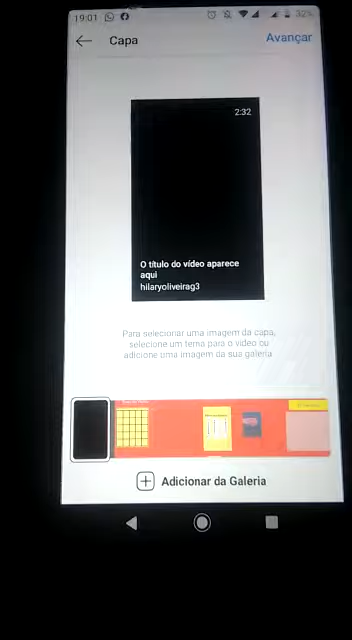 19:01 32%
Capa Avançar
2:32
O título do vídeo aparece
aqui
hilaryoliveirag3
Para selecionar uma imagem da capa,
selecione um tema para o vídeo ou
adicione uma imagem da sua galeria
Adicionar da Galeria